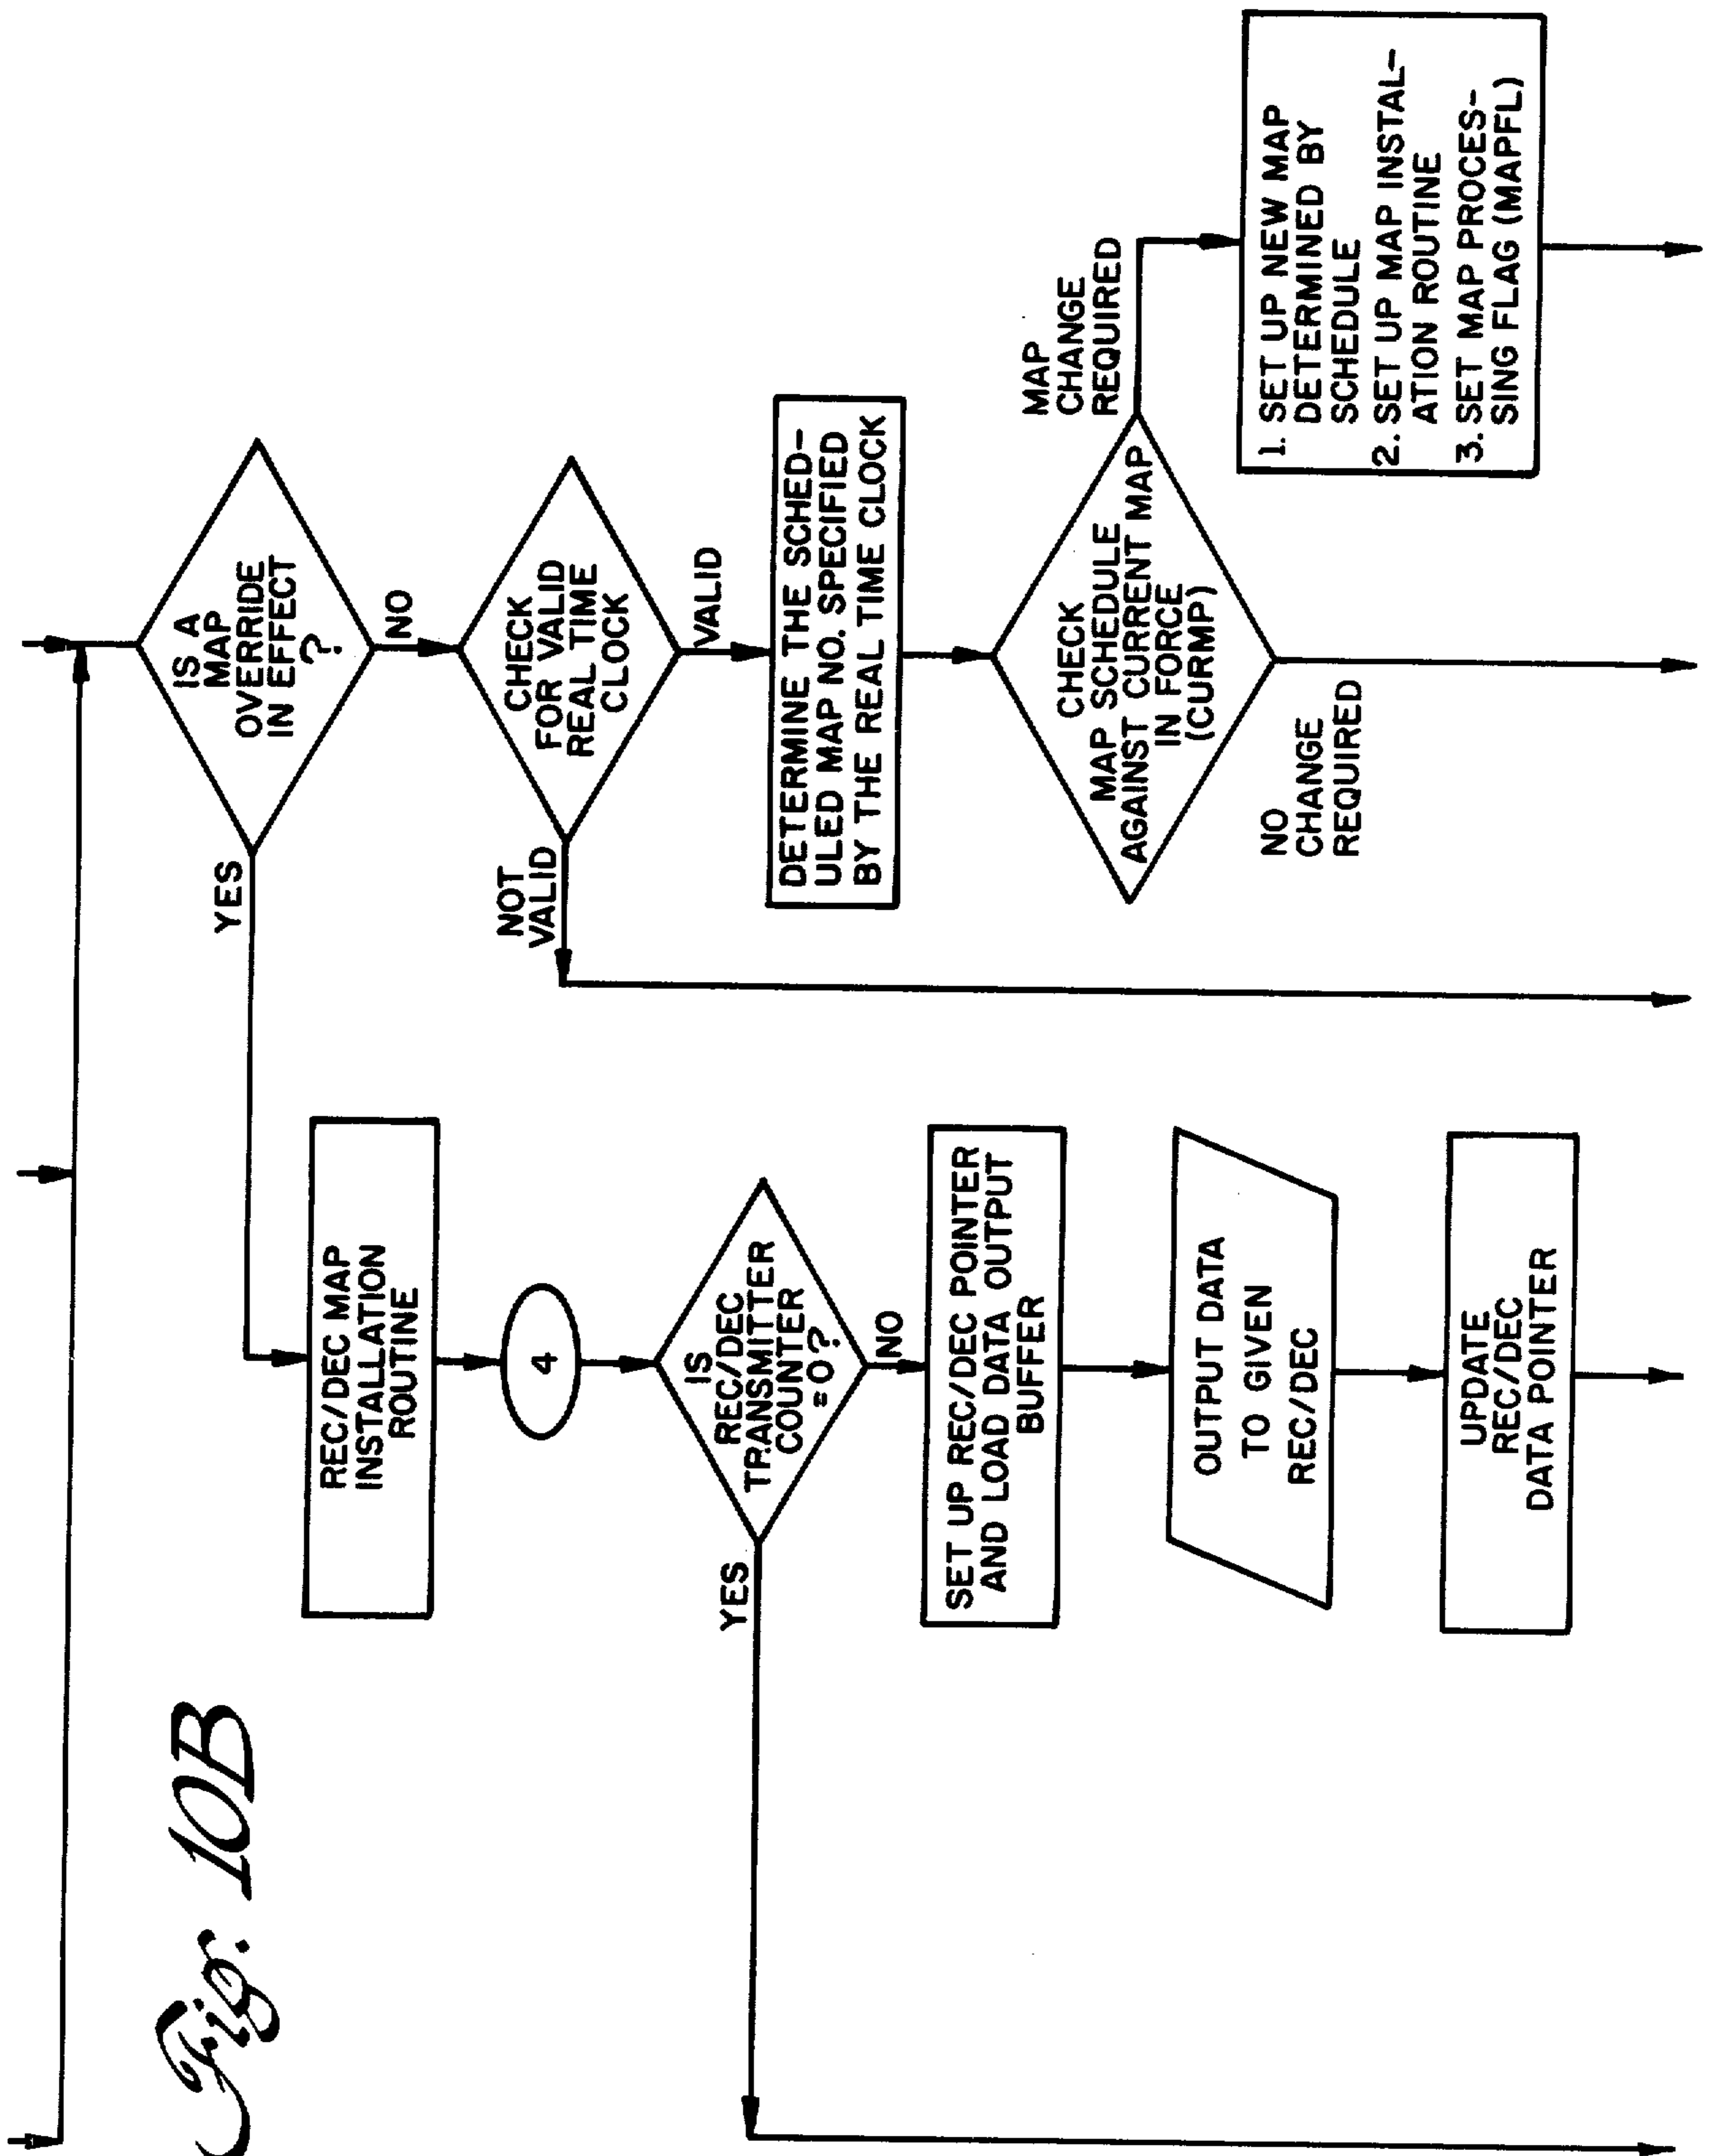 Fig. 10B
IS A
MAP
OVERRIDE
IN EFFECT
?
YES
NO
CHECK
FOR VALID
REAL TIME
CLOCK
NOT
VALID
VALID
DETERMINE THE SCHED-
ULED MAP NO. SPECIFIED
BY THE REAL TIME CLOCK
CHECK
MAP SCHEDULE
AGAINST CURRENT MAP
IN FORCE
(CURMP)
MAP
CHANGE
REQUIRED
NO
CHANGE
REQUIRED
1. SET UP NEW MAP
DETERMINED BY
SCHEDULE
2. SET UP MAP INSTAL-
ATION ROUTINE
3. SET MAP PROCES-
SING FLAG (MAPFL)
REC/DEC MAP
INSTALLATION
ROUTINE
4
IS
REC/DEC
TRANSMITTER
COUNTER
=0?
YES
NO
SET UP REC/DEC POINTER
AND LOAD DATA OUTPUT
BUFFER
OUTPUT DATA
TO GIVEN
REC/DEC
UPDATE
REC/DEC
DATA POINTER